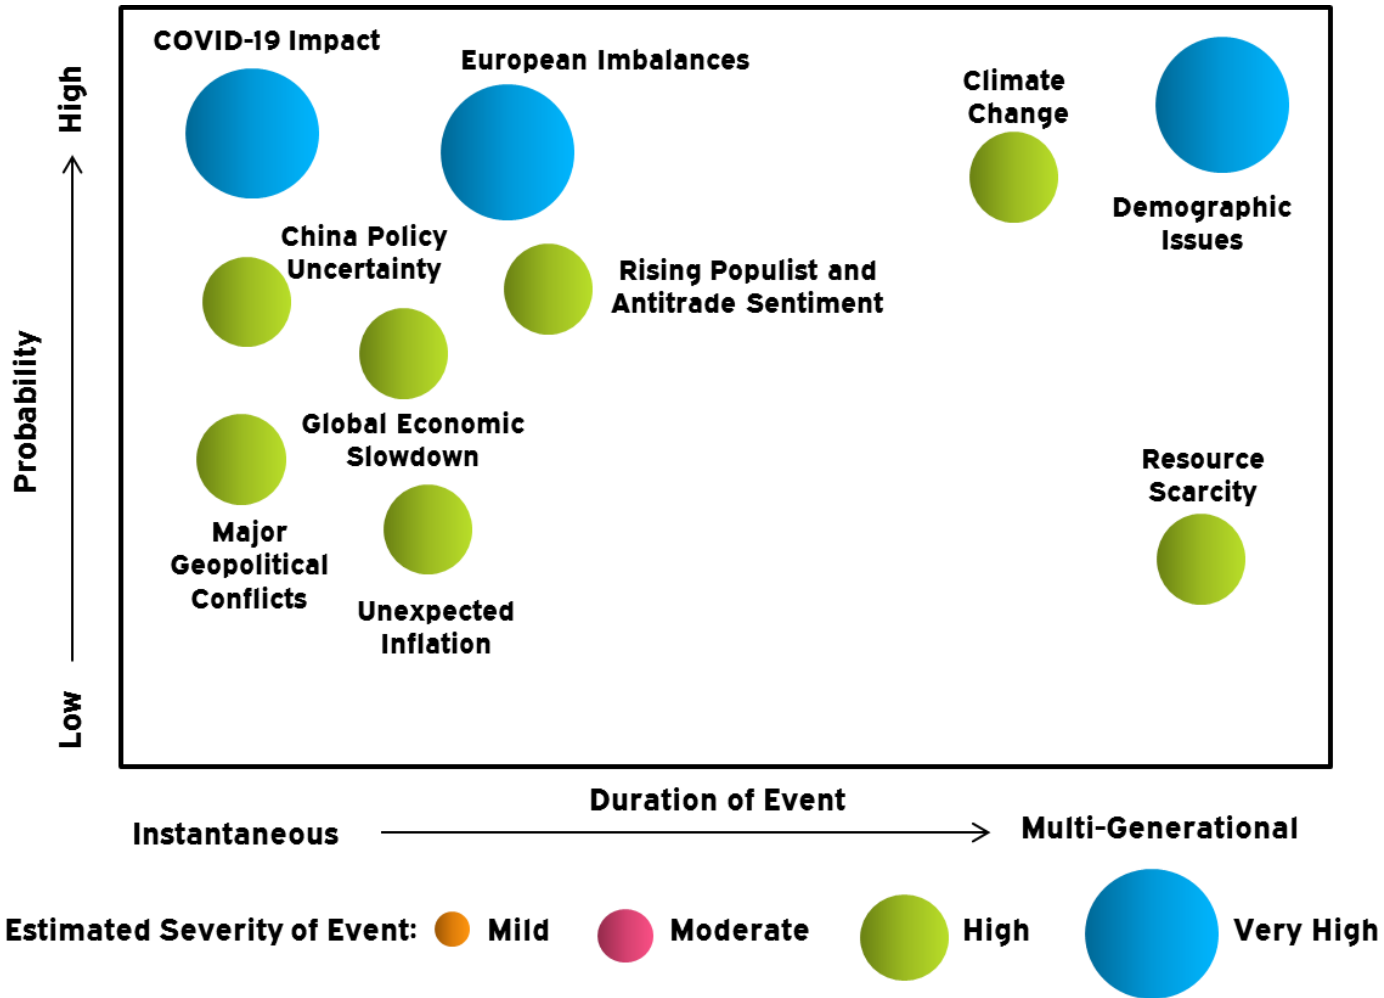 COVID-19 Impact
European Imbalances
Climate
Change
Demographic
Issues
China Policy
Uncertainty
Rising Populist and
Antitrade Sentiment
Global Economic
Slowdown
Major
Geopolitical
Conflicts
Unexpected
Inflation
Resource
Scarcity
High
Probability
Low
Duration of Event
Instantaneous
Multi-Generational
Estimated Severity of Event: Mild Moderate High Very High